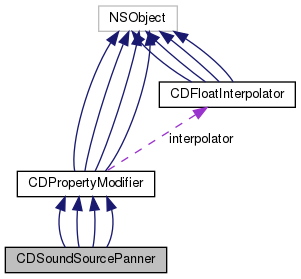 NSObject
CDFloatInterpolator
interpolator
CDPropertyModifier
CDSoundSourcePanner